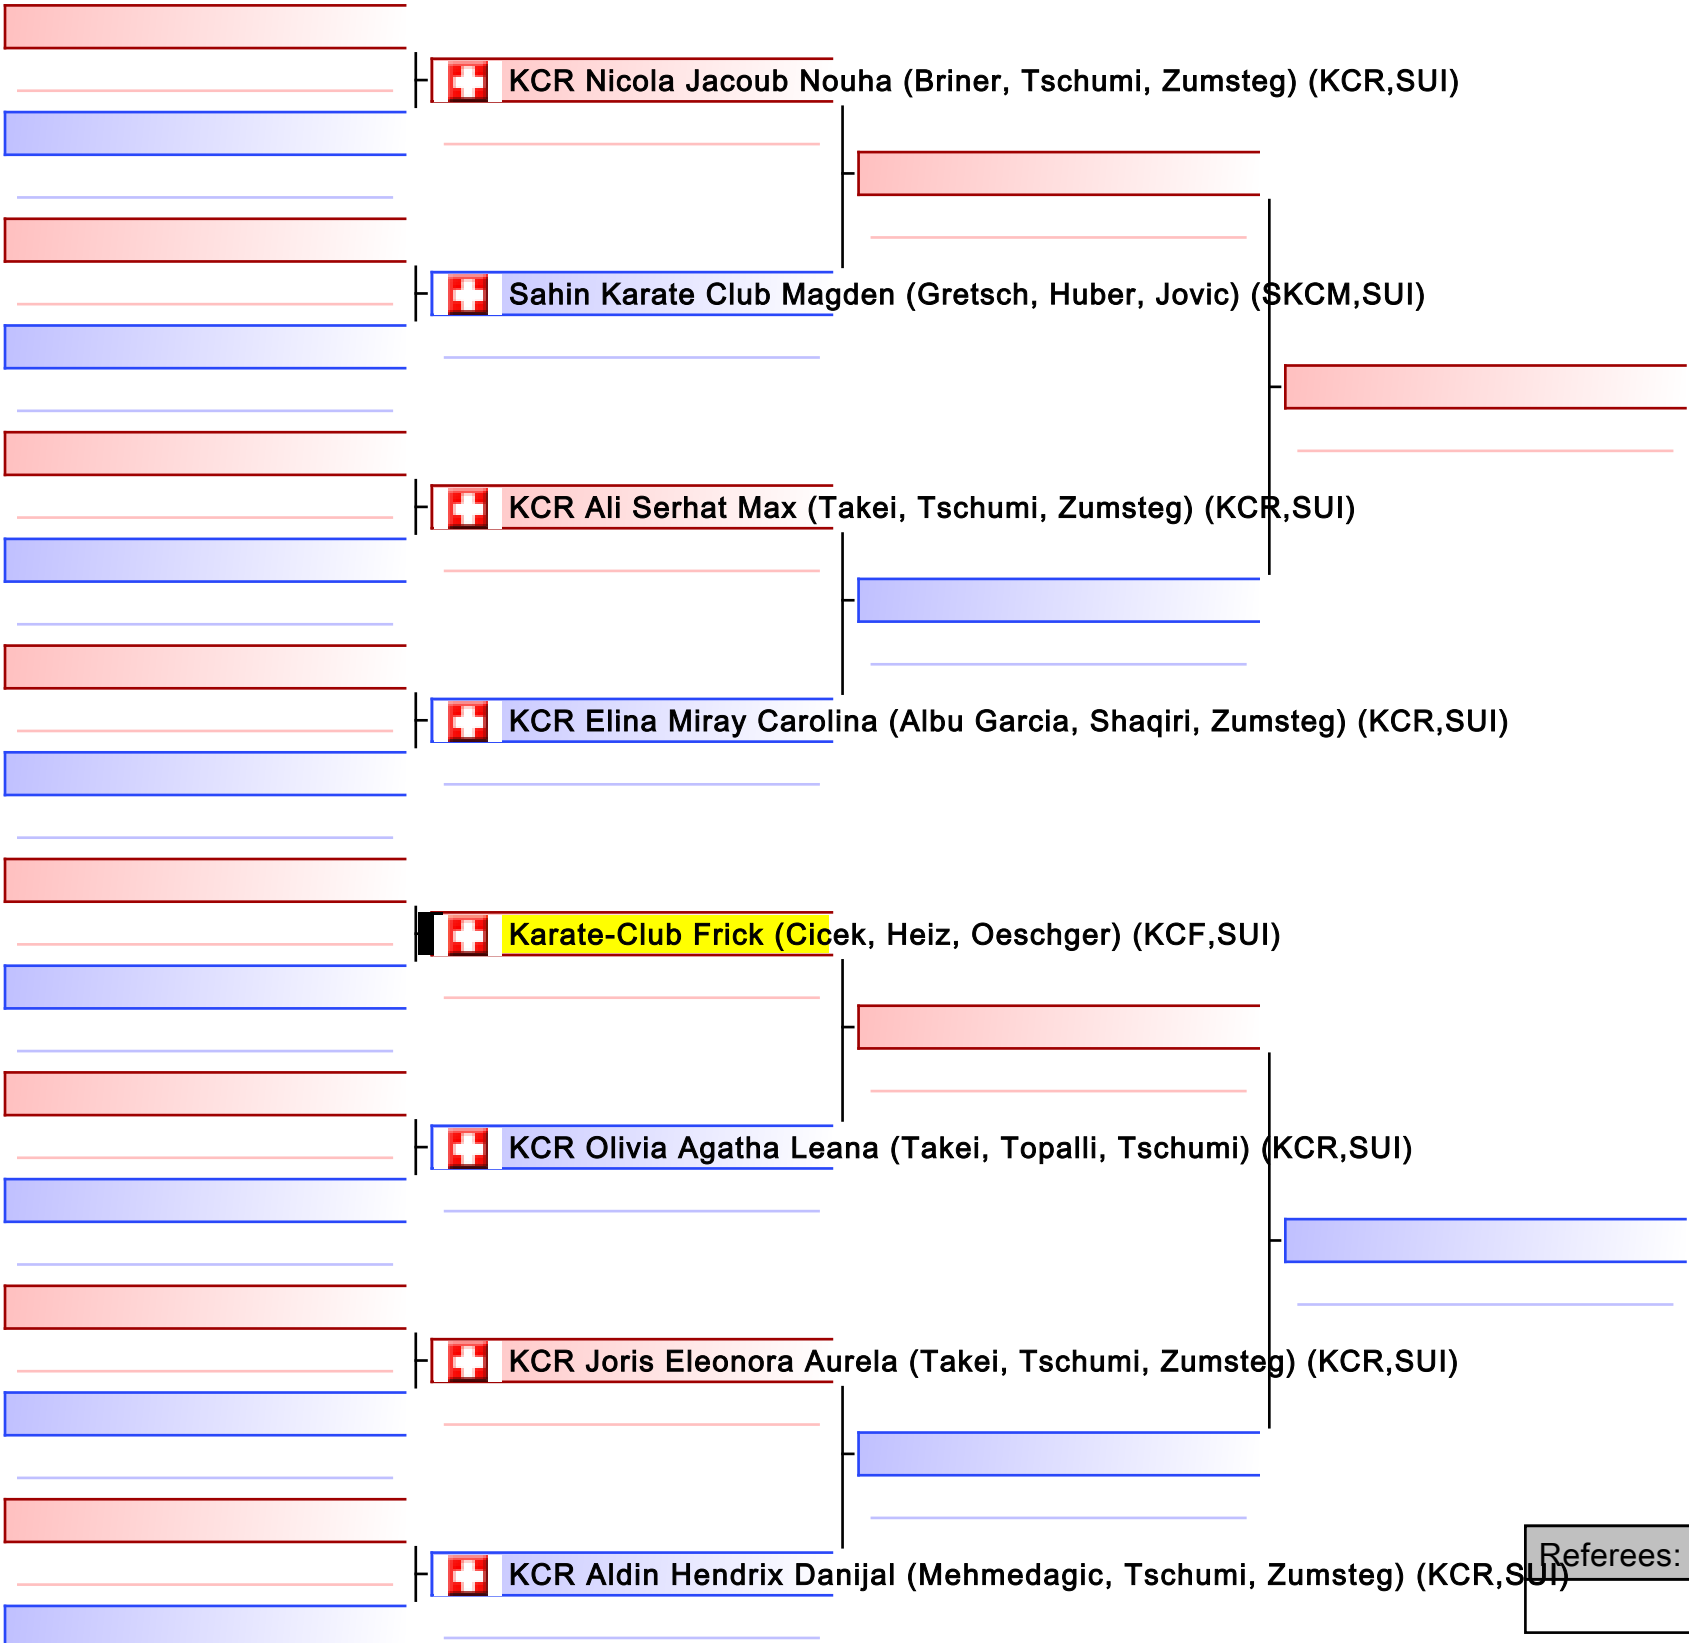 KCR Nicola Jacoub Nouha (Briner, Tschumi, Zumsteg) (KCR,SUI)
Sahin Karate Club Magden (Gretsch, Huber, Jovic) (SKCM,SUI)
KCR Ali Serhat Max (Takei, Tschumi, Zumsteg) (KCR,SUI)
KCR Elina Miray Carolina (Albu Garcia, Shaqiri, Zumsteg) (KCR,SUI)
Karate-Club Frick (Cicek, Heiz, Oeschger) (KCF,SUI)
KCR Olivia Agatha Leana (Takei, Topalli, Tschumi) (KCR,SUI)
KCR Joris Eleonora Aurela (Takei, Tschumi, Zumsteg) (KCR,SUI)
Referees:
KCR Aldin Hendrix Danijal (Mehmedagic, Tschumi, Zumsteg) (KCR,SUI)